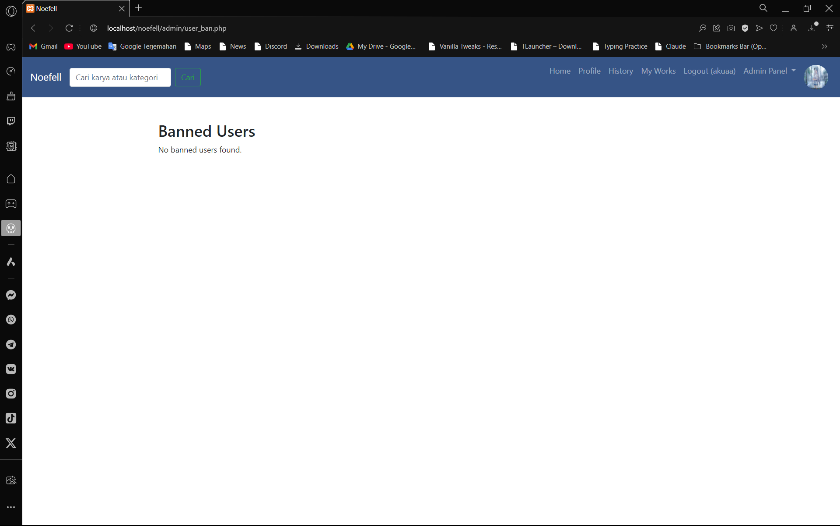 Noefell
localhost/noefell/admin/user_ban.php
Gmail YouTube Google Terjemahan Maps News Discord Downloads My Drive - Google... Vanilla Tweaks - Res... TLauncher – Downl... Typing Practice Claude Bookmarks Bar (Op...
Noefell Cari karya atau kategori Cari Home Profile History My Works Logout (akuaa) Admin Panel
Banned Users
No banned users found.